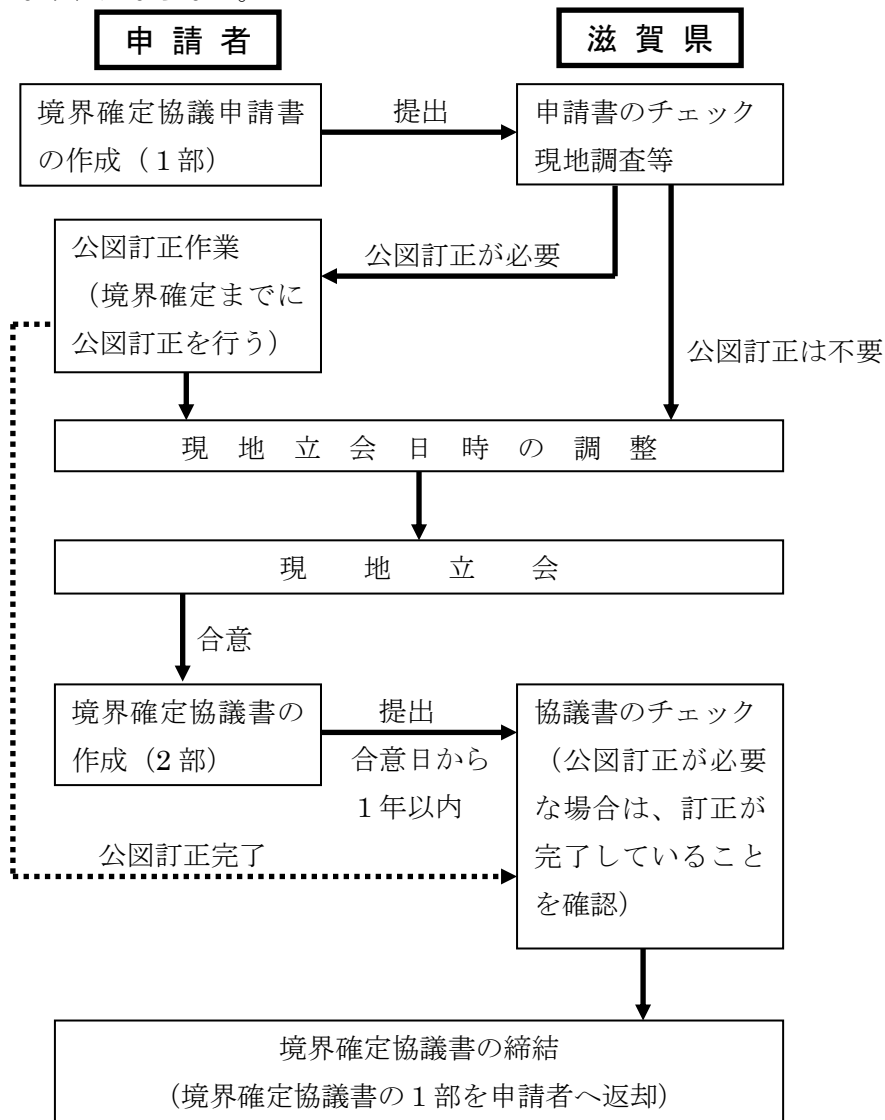 申 請 者
滋 賀 県
境界確定協議申請書
の作成（１部）
提出
申請書のチェック
現地調査等
公図訂正作業
（境界確定までに
公図訂正を行う）
公図訂正が必要
公図訂正は不要
現 地 立 会 日 時 の 調 整
現 地 立 会
合意
境界確定協議書の
作成（2 部）
提出
合意日から
１年以内
協議書のチェック
（公図訂正が必要
な場合は、訂正が
完了していること
を確認）
公図訂正完了
境界確定協議書の締結
（境界確定協議書の 1 部を申請者へ返却）